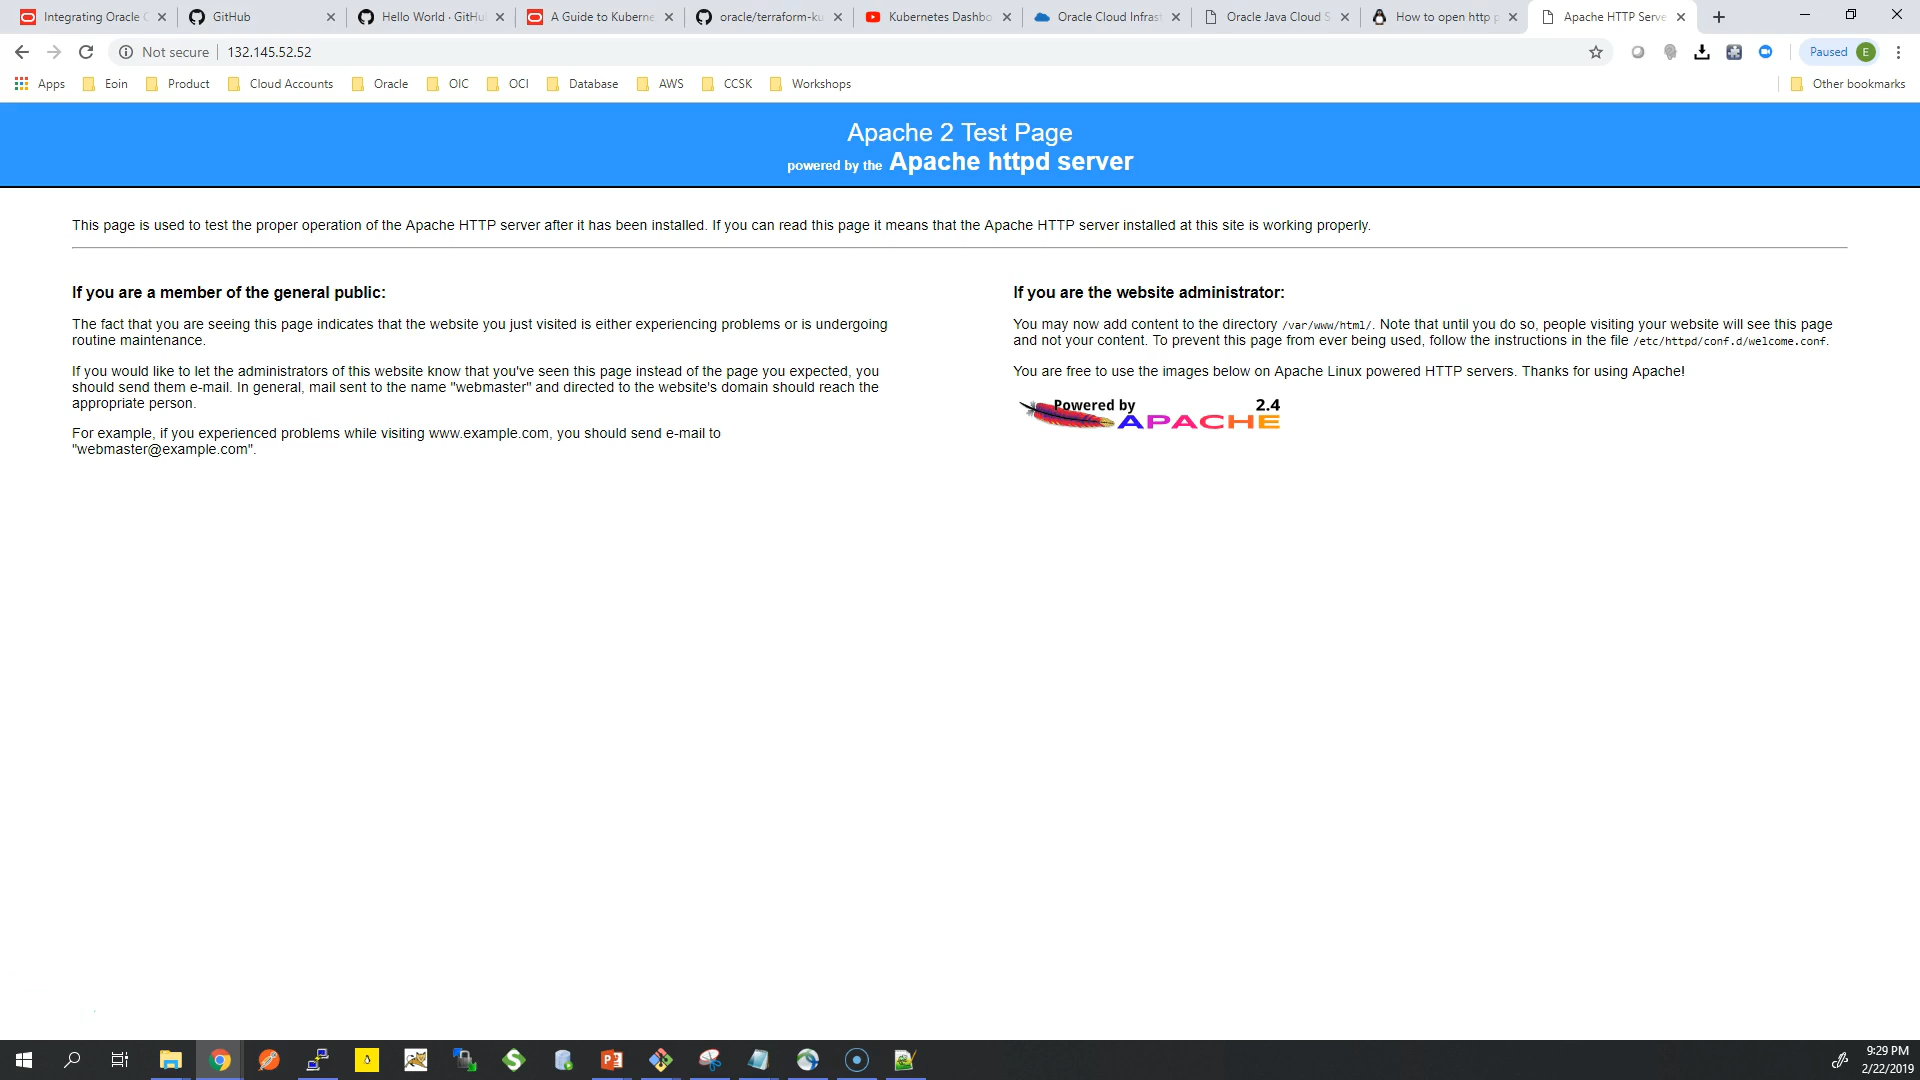 Integrating Oracle C
GitHub
Hello World · GitHu
A Guide to Kuberne
oracle/terraform-ku
Kubernetes Dashbo
Oracle Cloud Infrast
Oracle Java Cloud S
How to open http p
Apache HTTP Serve
Not secure
132.145.52.52
Paused
E
Apps
Eoin
Product
Cloud Accounts
Oracle
OIC
OCI
Database
AWS
CCSK
Workshops
Other bookmarks
Apache 2 Test Page
powered by the Apache httpd server
This page is used to test the proper operation of the Apache HTTP server after it has been installed. If you can read this page it means that the Apache HTTP server installed at this site is working properly.
If you are a member of the general public:
The fact that you are seeing this page indicates that the website you just visited is either experiencing problems or is undergoing
routine maintenance.
If you would like to let the administrators of this website know that you've seen this page instead of the page you expected, you
should send them e-mail. In general, mail sent to the name "webmaster" and directed to the website's domain should reach the
appropriate person.
For example, if you experienced problems while visiting www.example.com, you should send e-mail to
"webmaster@example.com".
If you are the website administrator:
You may now add content to the directory /var/www/html/. Note that until you do so, people visiting your website will see this page
and not your content. To prevent this page from ever being used, follow the instructions in the file /etc/httpd/conf.d/welcome.conf.
You are free to use the images below on Apache Linux powered HTTP servers. Thanks for using Apache!
Powered by 2.4
APACHE
9:29 PM
2/22/2019